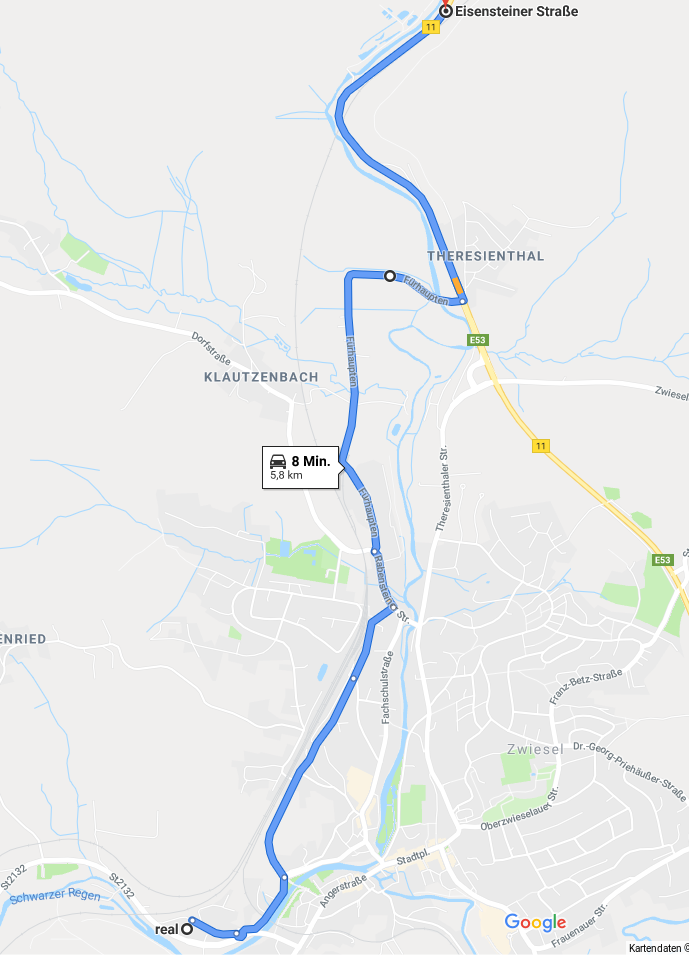 Eisensteiner Straße
11
THERESIENTHAL
Fürhaupten
E53
Dorfstraße
Fürhaupten
KLAUTZENBACH
Zwiesel
11
8 Min.
5,8 km
Theresienthaler Str.
Fürhaupten
E53
Rabenstein
Str.
ENRIED
Fachschulstraße
Franz-Betz-Straße
Zwiesel
Dr.-Georg-Priehäußer-Straße
Oberzwieselauer Str.
Stadtpl.
St2132
St2132
Angerstraße
Schwarzer Regen
real
Google
Frauenauer Str.
Kartendaten ©